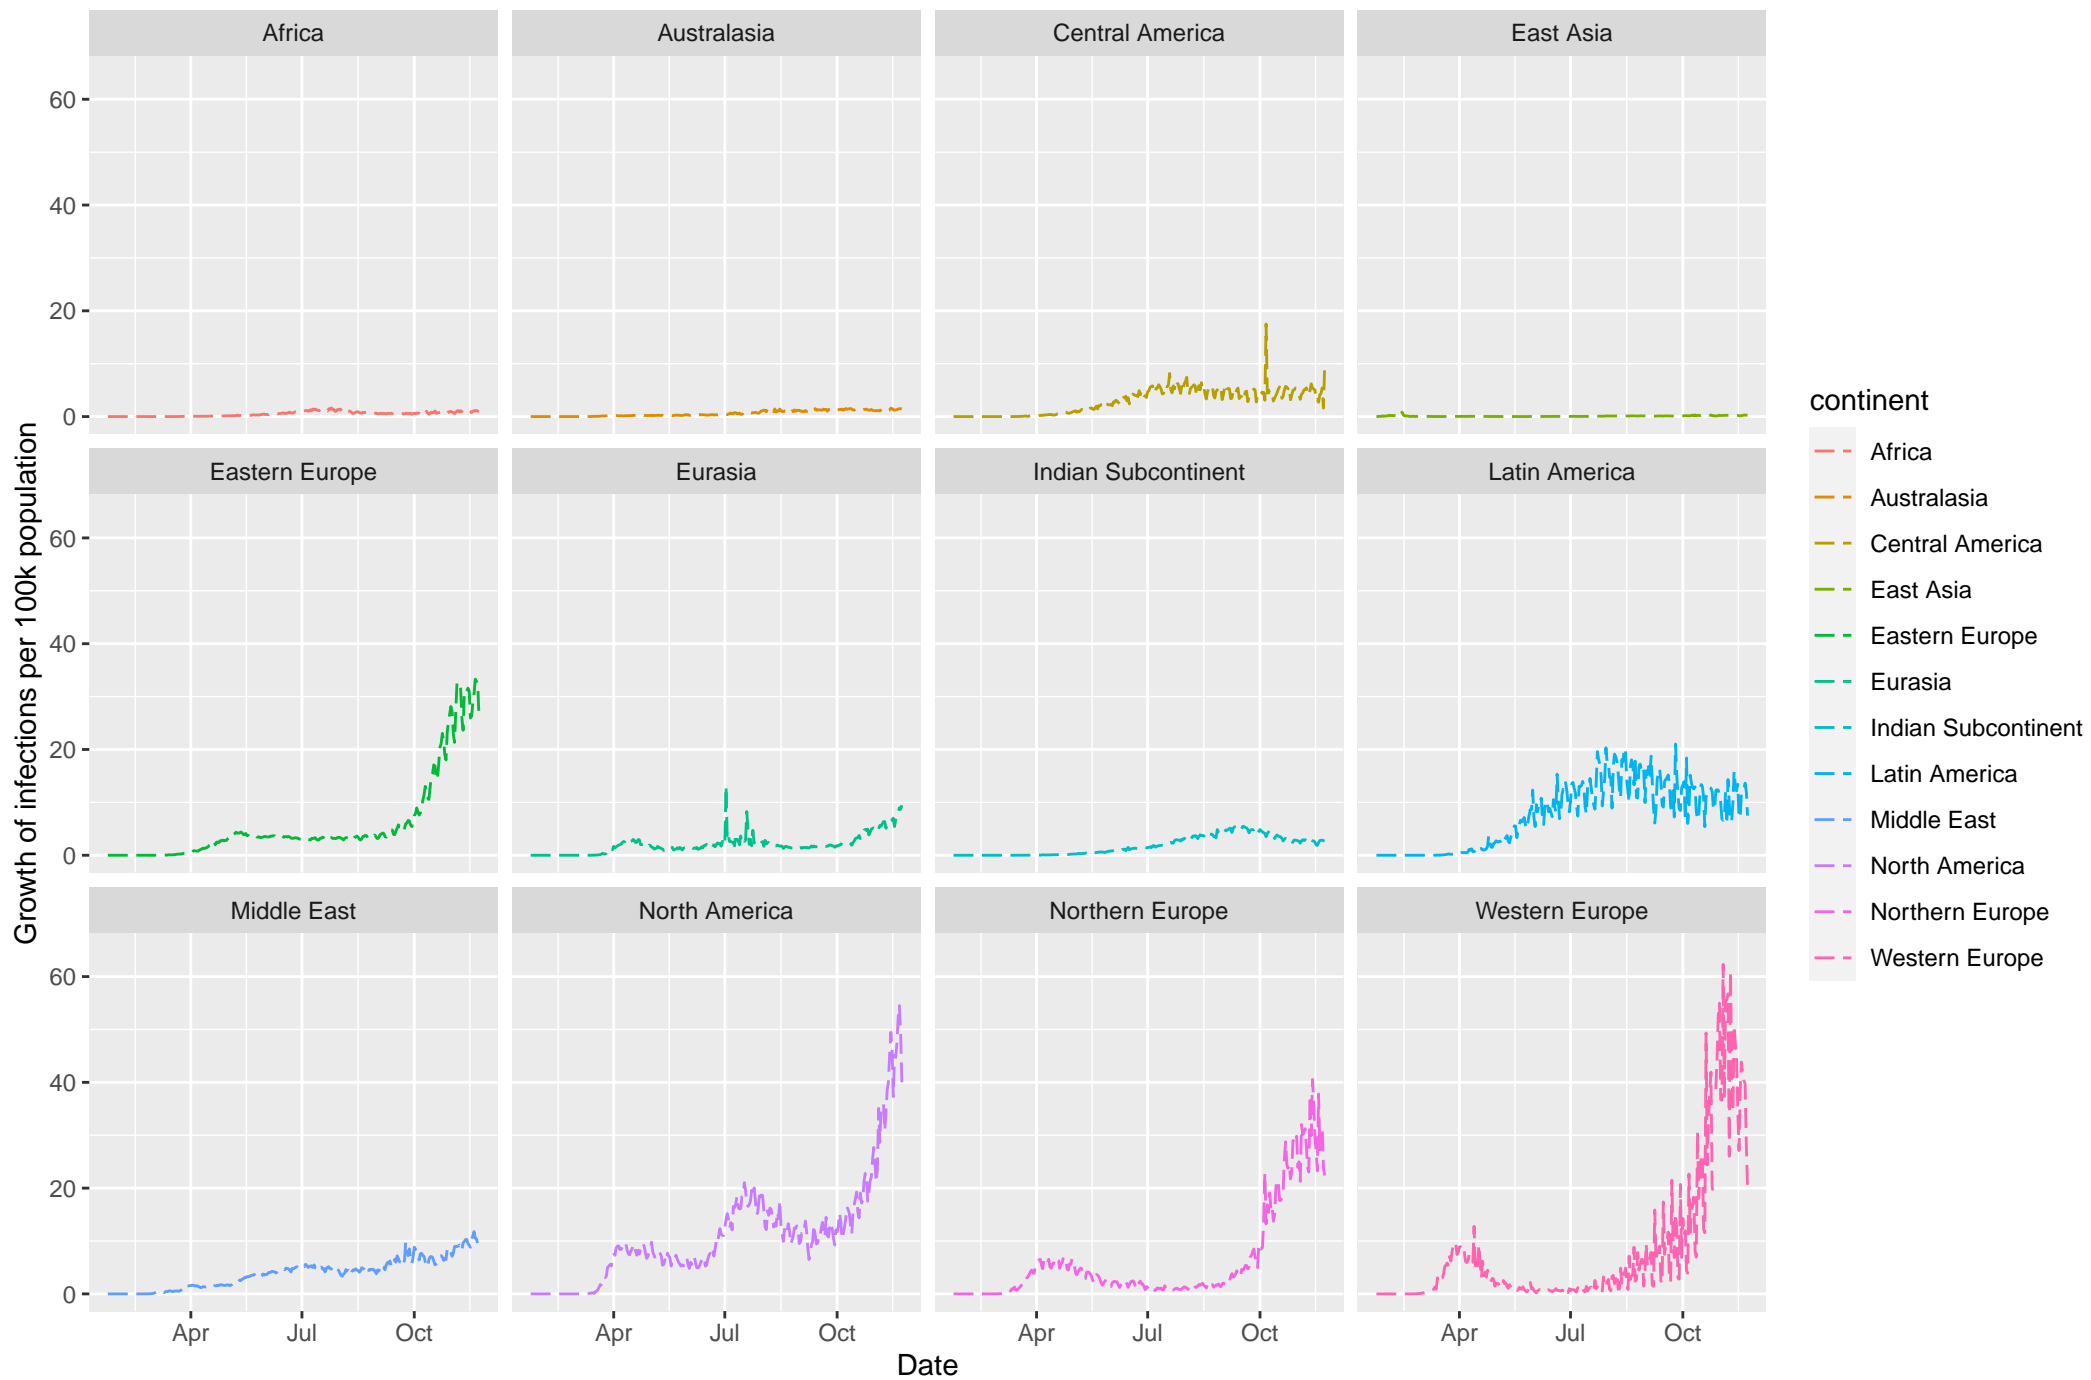 Africa Australasia Central America East Asia
60
40
20
0
Eastern Europe Eurasia Indian Subcontinent Latin America
60
40
20
0
Middle East North America Northern Europe Western Europe
60
40
20
0
Apr Jul Oct Apr Jul Oct Apr Jul Oct Apr Jul Oct
Date
Growth of infections per 100k population
continent
Africa
Australasia
Central America
East Asia
Eastern Europe
Eurasia
Indian Subcontinent
Latin America
Middle East
North America
Northern Europe
Western Europe